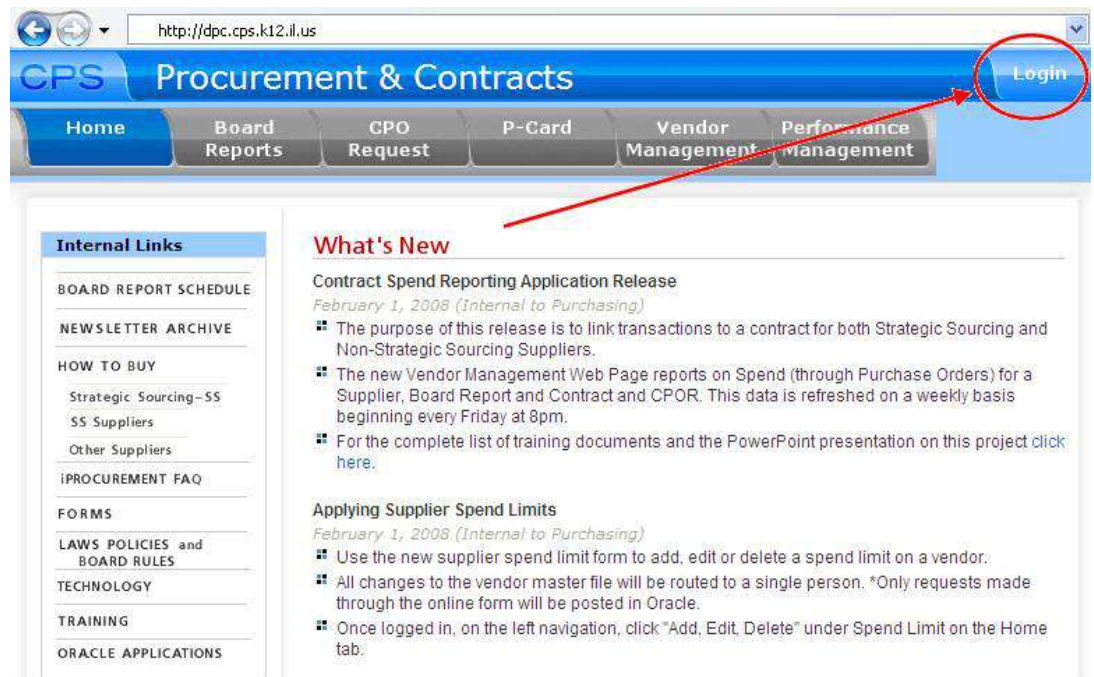 http://dpc.cps.k12.il.us
CPS Procurement & Contracts Login
Home Board Reports CPO Request P-Card Vendor Management Performance Management
Internal Links
BOARD REPORT SCHEDULE
NEWSLETTER ARCHIVE
HOW TO BUY
Strategic Sourcing-SS
SS Suppliers
Other Suppliers
iPROCUREMENT FAQ
FORMS
LAWS POLICIES and
BOARD RULES
TECHNOLOGY
TRAINING
ORACLE APPLICATIONS
What's New
Contract Spend Reporting Application Release
February 1, 2008 (Internal to Purchasing)
The purpose of this release is to link transactions to a contract for both Strategic Sourcing and
Non-Strategic Sourcing Suppliers.
The new Vendor Management Web Page reports on Spend (through Purchase Orders) for a
Supplier, Board Report and Contract and CPOR. This data is refreshed on a weekly basis
beginning every Friday at 8pm.
For the complete list of training documents and the PowerPoint presentation on this project click
here.
Applying Supplier Spend Limits
February 1, 2008 (Internal to Purchasing)
Use the new supplier spend limit form to add, edit or delete a spend limit on a vendor.
All changes to the vendor master file will be routed to a single person. *Only requests made
through the online form will be posted in Oracle.
Once logged in, on the left navigation, click "Add, Edit, Delete" under Spend Limit on the Home
tab.